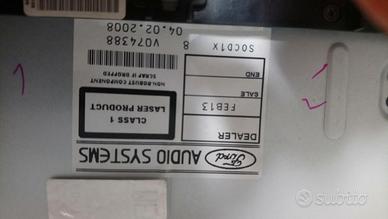 Ford
AUDIO SYSTEMS
DEALER
FEB13
SALE
END
CLASS 1
LASER PRODUCT
NON-ROBUST COMPONENT
SCRAP IF DROPPED
SOCD1X 8
V074388
04.02.2008
subito